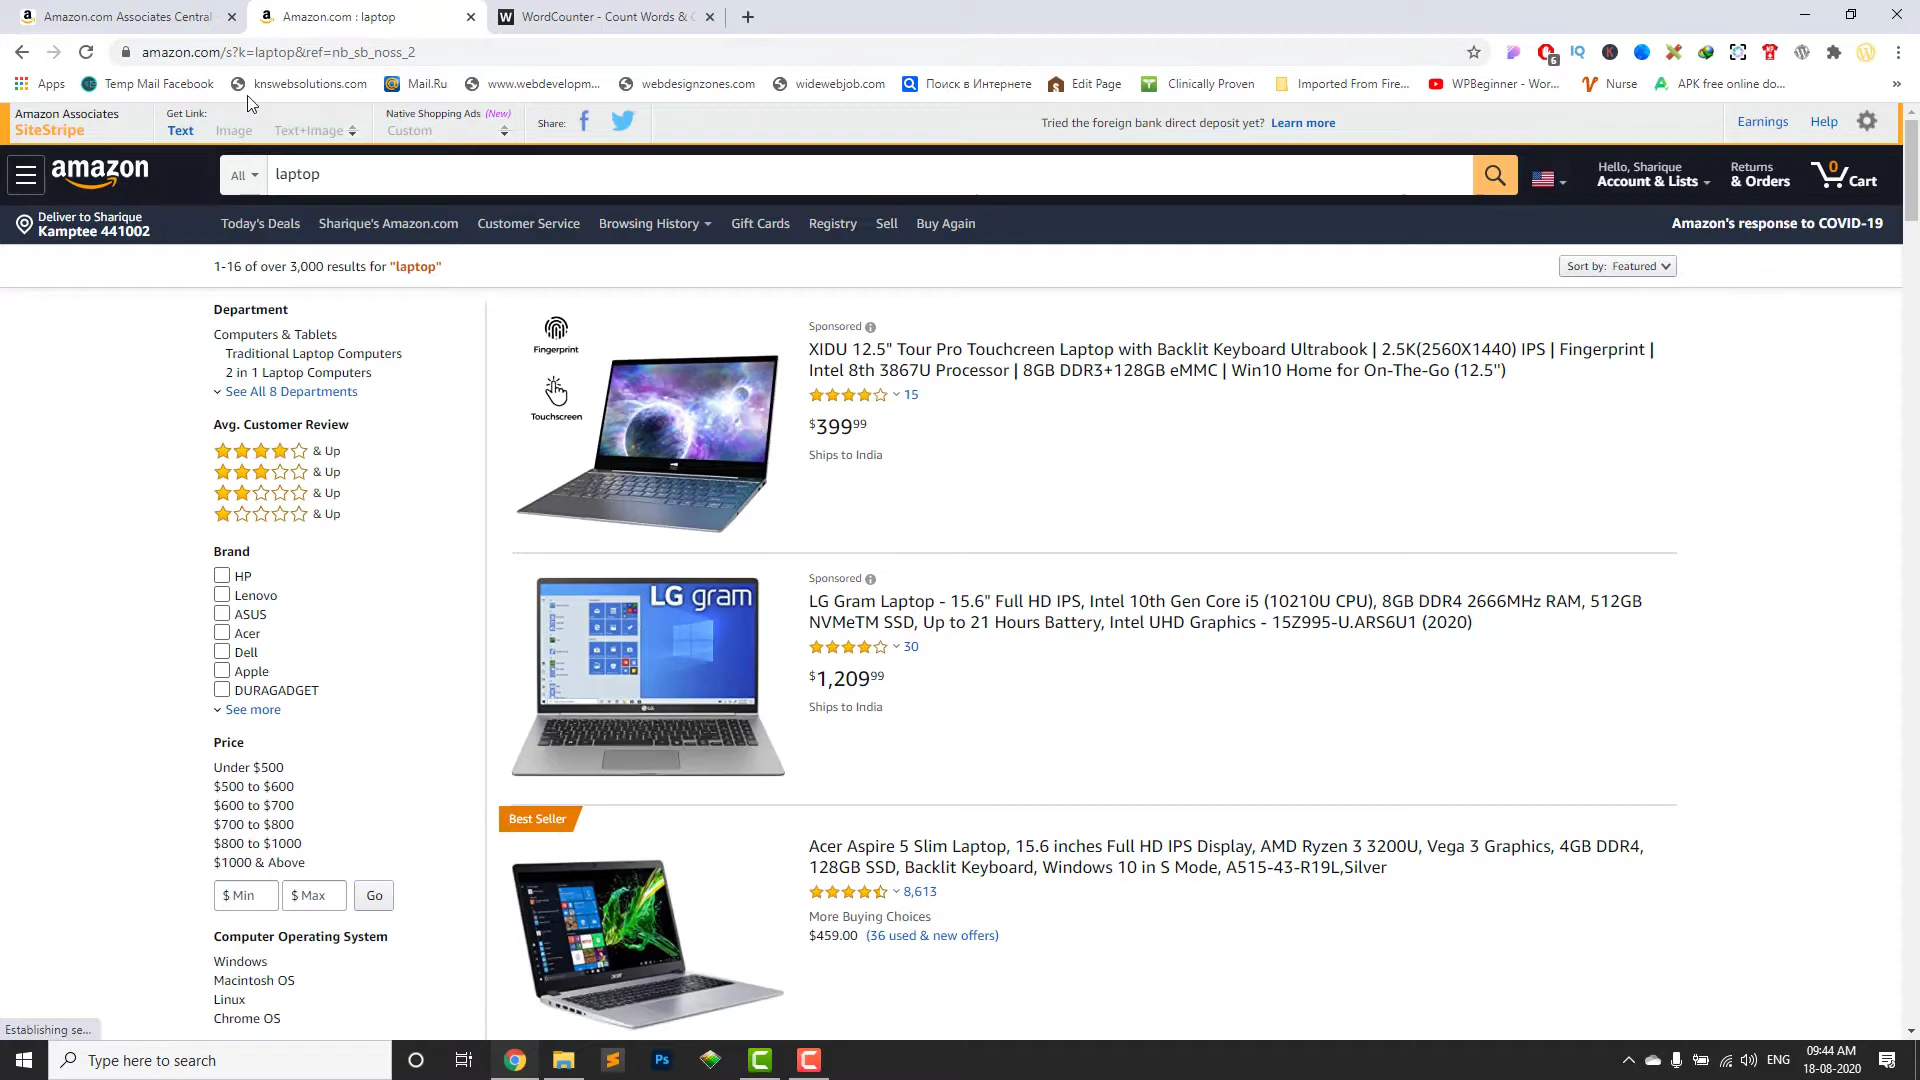 Amazon.com Associates Central
Amazon.com : laptop
WordCounter - Count Words &
amazon.com/s?k=laptop&ref=nb_sb_noss_2
6
Apps
Temp Mail Facebook
knswebsolutions.com
Mail.Ru
www.webdevelopm...
webdesignzones.com
widewebjob.com
Поиск в Интернете
Edit Page
Clinically Proven
Imported From Fire...
WPBeginner - Wor...
Nurse
APK free online do...
»
Amazon Associates
SiteStripe
Get Link:
Text Image Text+Image
Native Shopping Ads (New)
Custom
Share:
Tried the foreign bank direct deposit yet? Learn more
Earnings
Help
amazon
All
laptop
Hello, Sharique
Account & Lists
Returns
& Orders
0
Cart
Deliver to Sharique
Kamptee 441002
Today's Deals
Sharique's Amazon.com
Customer Service
Browsing History
Gift Cards
Registry
Sell
Buy Again
Amazon's response to COVID-19
1-16 of over 3,000 results for "laptop"
Sort by: Featured
Department
Computers & Tablets
Traditional Laptop Computers
2 in 1 Laptop Computers
See All 8 Departments
Avg. Customer Review
& Up
& Up
& Up
& Up
Brand
HP
Lenovo
ASUS
Acer
Dell
Apple
DURAGADGET
See more
Price
Under $500
$500 to $600
$600 to $700
$700 to $800
$800 to $1000
$1000 & Above
$ Min
$ Max
Go
Computer Operating System
Windows
Macintosh OS
Linux
Chrome OS
Fingerprint
Touchscreen
Sponsored
XIDU 12.5" Tour Pro Touchcreen Laptop with Backlit Keyboard Ultrabook | 2.5K(2560X1440) IPS | Fingerprint |
Intel 8th 3867U Processor | 8GB DDR3+128GB eMMC | Win10 Home for On-The-Go (12.5")
15
$399.99
Ships to India
LG gram
Sponsored
LG Gram Laptop - 15.6" Full HD IPS, Intel 10th Gen Core i5 (10210U CPU), 8GB DDR4 2666MHz RAM, 512GB
NVMeTM SSD, Up to 21 Hours Battery, Intel UHD Graphics - 15Z995-U.ARS6U1 (2020)
30
$1,209.99
Ships to India
Best Seller
Acer Aspire 5 Slim Laptop, 15.6 inches Full HD IPS Display, AMD Ryzen 3 3200U, Vega 3 Graphics, 4GB DDR4,
128GB SSD, Backlit Keyboard, Windows 10 in S Mode, A515-43-R19L,Silver
8,613
More Buying Choices
$459.00 (36 used & new offers)
Establishing se...
Type here to search
Ps
ENG
09:44 AM
18-08-2020